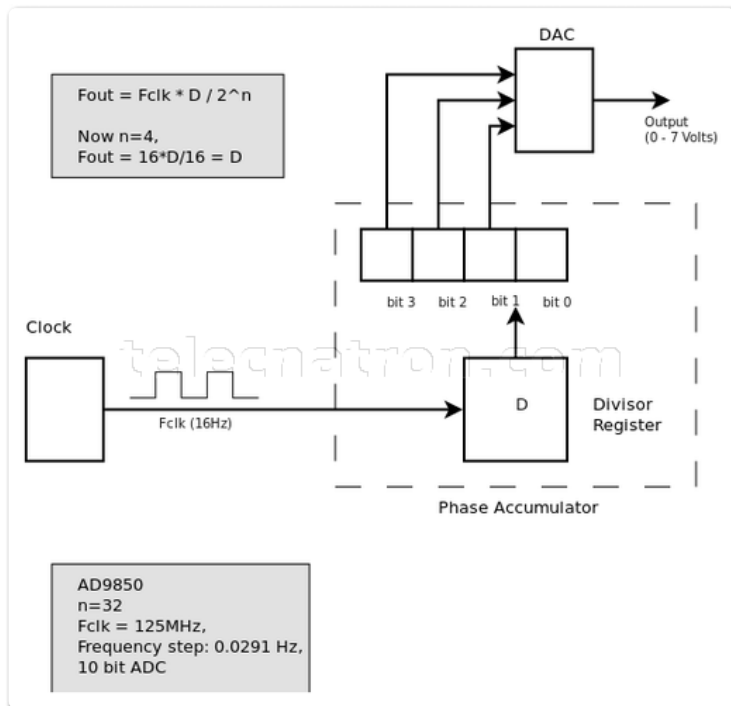 DAC
Fout = Fclk * D / 2^n
Now n=4,
Fout = 16*D/16 = D
Output
(0 - 7 Volts)
bit 3 bit 2 bit 1 bit 0
Clock
telecnatron.com
Fclk (16Hz)
D
Divisor
Register
Phase Accumulator
AD9850
n=32
Fclk = 125MHz,
Frequency step: 0.0291 Hz,
10 bit ADC